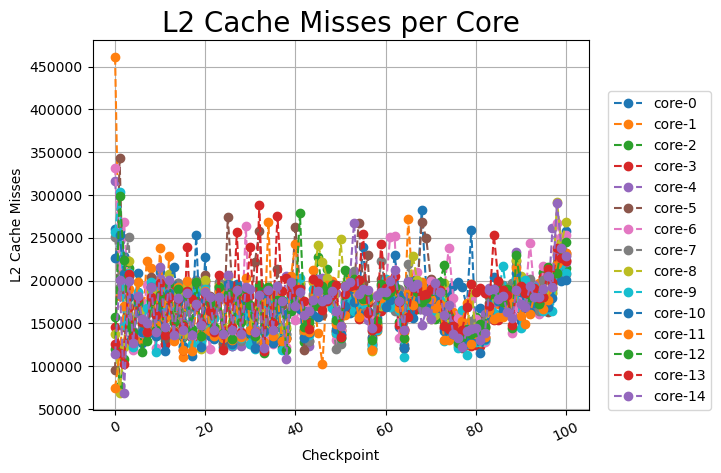 L2 Cache Misses per Core
450000
400000
350000
300000
250000
200000
150000
100000
50000
L2 Cache Misses
0
20
40
60
80
100
Checkpoint
core-0
core-1
core-2
core-3
core-4
core-5
core-6
core-7
core-8
core-9
core-10
core-11
core-12
core-13
core-14